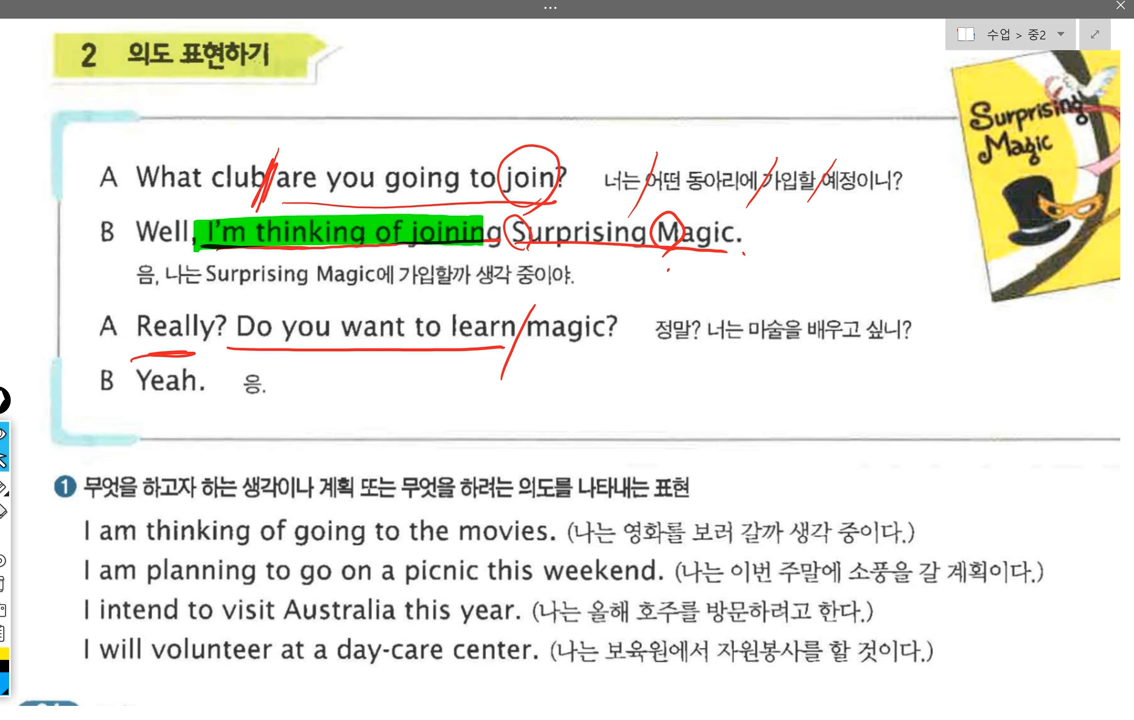 수업 > 중2
2 의도 표현하기
Surprising
Magic
A What club are you going to join? 너는 어떤 동아리에 가입할 예정이니?
B Well, I'm thinking of joining Surprising Magic.
음, 나는 Surprising Magic에 가입할까 생각 중이야.
A Really? Do you want to learn magic? 정말? 너는 마술을 배우고 싶니?
B Yeah. 응.
1 무엇을 하고자 하는 생각이나 계획 또는 무엇을 하려는 의도를 나타내는 표현
I am thinking of going to the movies. (나는 영화를 보러 갈까 생각 중이다.)
I am planning to go on a picnic this weekend. (나는 이번 주말에 소풍을 갈 계획이다.)
I intend to visit Australia this year. (나는 올해 호주를 방문하려고 한다.)
I will volunteer at a day-care center. (나는 보육원에서 자원봉사를 할 것이다.)